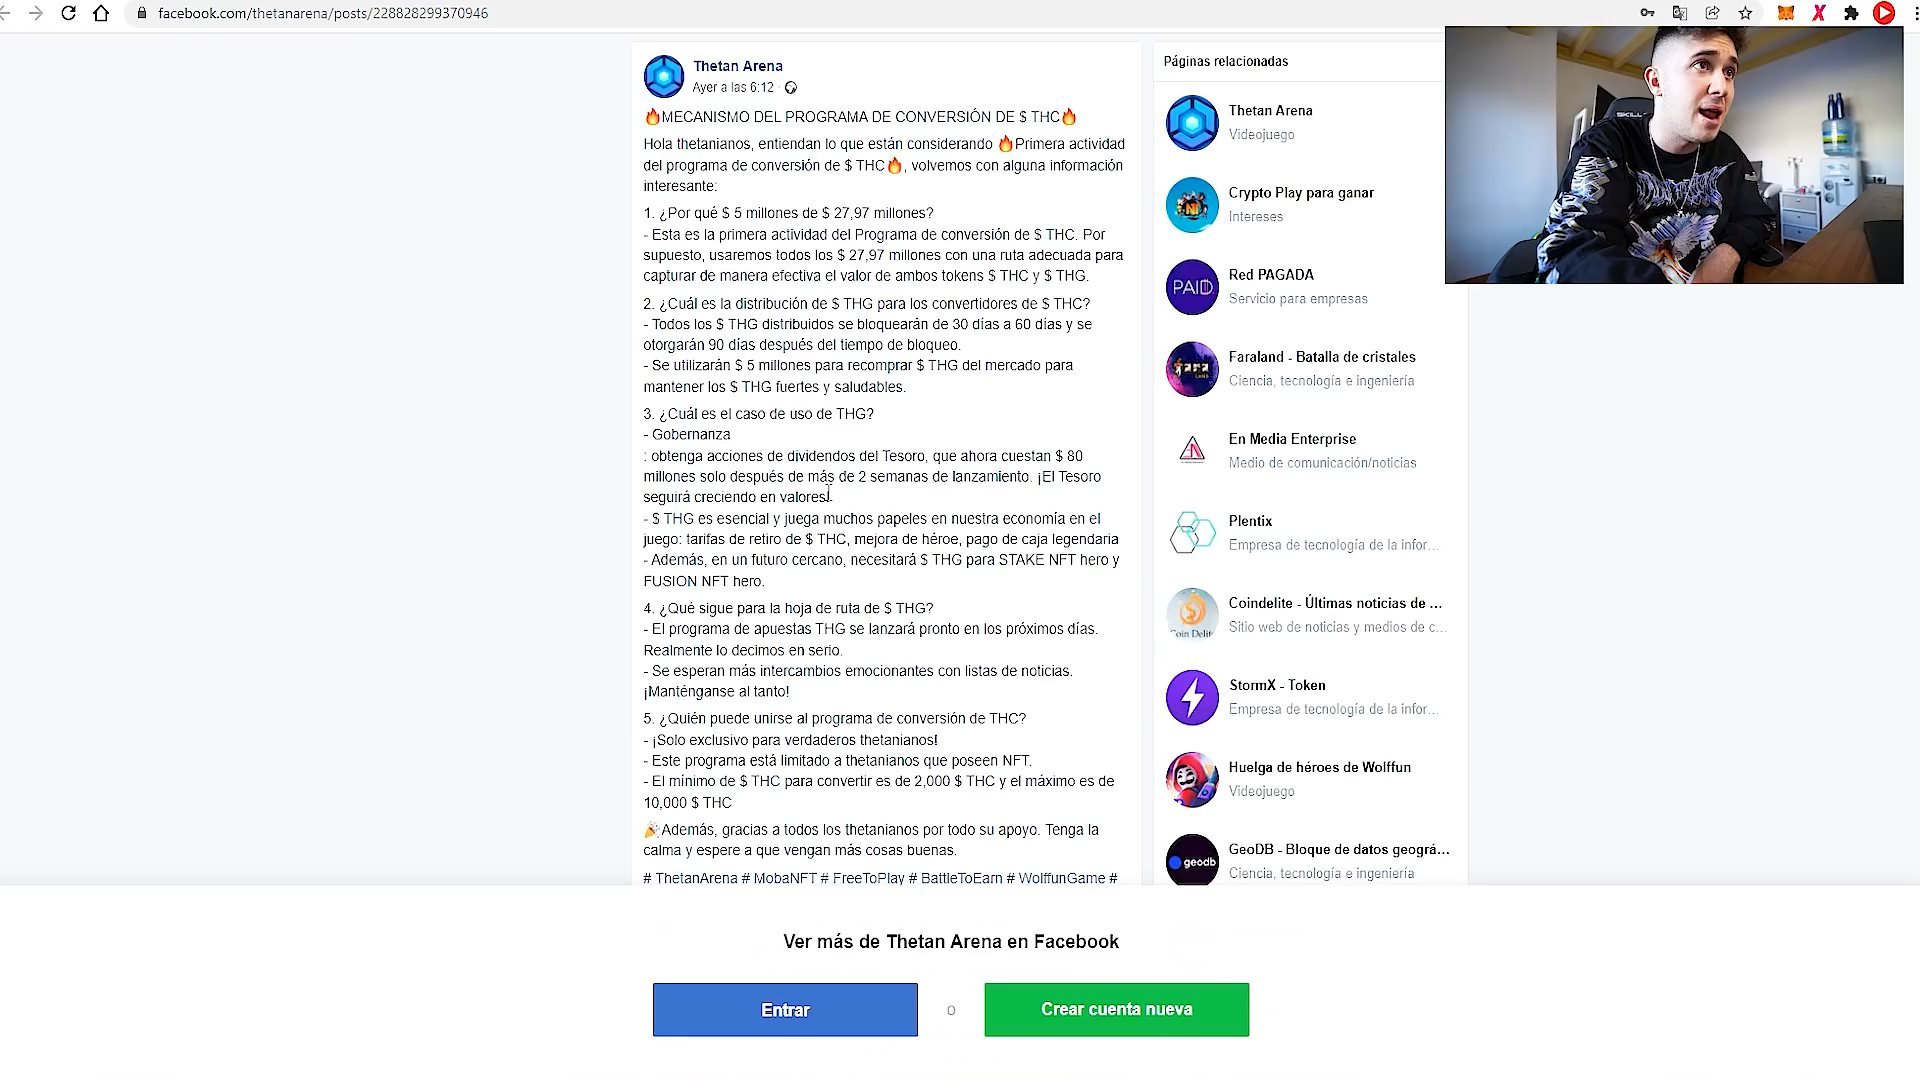 facebook.com/thetanarena/posts/228828299370946
Thetan Arena
Ayer a las 6:12 ·
🔥MECANISMO DEL PROGRAMA DE CONVERSIÓN DE $ THC🔥
Hola thetanianos, entiendan lo que están considerando 🔥Primera actividad
del programa de conversión de $ THC🔥, volvemos con alguna información
interesante:
1. ¿Por qué $ 5 millones de $ 27,97 millones?
- Esta es la primera actividad del Programa de conversión de $ THC. Por
supuesto, usaremos todos los $ 27,97 millones con una ruta adecuada para
capturar de manera efectiva el valor de ambos tokens $ THC y $ THG.
2. ¿Cuál es la distribución de $ THG para los convertidores de $ THC?
- Todos los $ THG distribuidos se bloquearán de 30 días a 60 días y se
otorgarán 90 días después del tiempo de bloqueo.
- Se utilizarán $ 5 millones para recomprar $ THG del mercado para
mantener los $ THG fuertes y saludables.
3. ¿Cuál es el caso de uso de THG?
- Gobernanza
: obtenga acciones de dividendos del Tesoro, que ahora cuestan $ 80
millones solo después de más de 2 semanas de lanzamiento. ¡El Tesoro
seguirá creciendo en valores!
- $ THG es esencial y juega muchos papeles en nuestra economía en el
juego: tarifas de retiro de $ THC, mejora de héroe, pago de caja legendaria
- Además, en un futuro cercano, necesitará $ THG para STAKE NFT hero y
FUSION NFT hero.
4. ¿Qué sigue para la hoja de ruta de $ THG?
- El programa de apuestas THG se lanzará pronto en los próximos días.
Realmente lo decimos en serio.
- Se esperan más intercambios emocionantes con listas de noticias.
¡Manténganse al tanto!
5. ¿Quién puede unirse al programa de conversión de THC?
- ¡Solo exclusivo para verdaderos thetanianos!
- Este programa está limitado a thetanianos que poseen NFT.
- El mínimo de $ THC para convertir es de 2,000 $ THC y el máximo es de
10,000 $ THC
🎉Además, gracias a todos los thetanianos por todo su apoyo. Tenga la
calma y espere a que vengan más cosas buenas.
# ThetanArena # MobaNFT # FreeToPlay # BattleToEarn # WolffunGame #
Páginas relacionadas
Thetan Arena
Videojuego
Crypto Play para ganar
Intereses
PAID
Red PAGADA
Servicio para empresas
Fara
LAND
Faraland - Batalla de cristales
Ciencia, tecnología e ingeniería
En Media Enterprise
Medio de comunicación/noticias
Plentix
Empresa de tecnología de la infor...
Coin Delite
Coindelite - Últimas noticias de ...
Sitio web de noticias y medios de c...
StormX - Token
Empresa de tecnología de la infor...
Huelga de héroes de Wolffun
Videojuego
geodb
GeoDB - Bloque de datos geográ...
Ciencia, tecnología e ingeniería
Ver más de Thetan Arena en Facebook
Entrar
o
Crear cuenta nueva